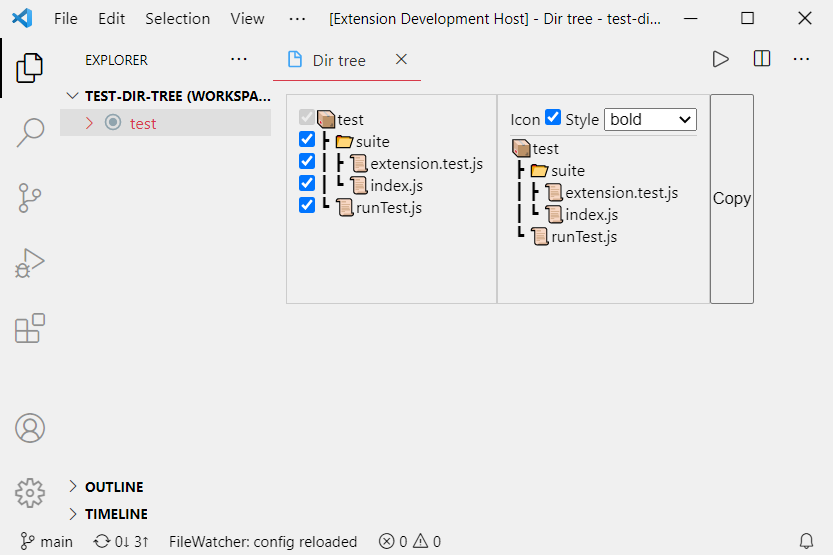 File Edit Selection View ··· [Extension Development Host] - Dir tree - test-di...
EXPLORER ···
Dir tree
···
TEST-DIR-TREE (WORKSPA...
test
test
suite
extension.test.js
index.js
runTest.js
Icon Style bold
test
suite
extension.test.js
index.js
runTest.js
Copy
OUTLINE
TIMELINE
main 0↓ 3↑ FileWatcher: config reloaded 0 0